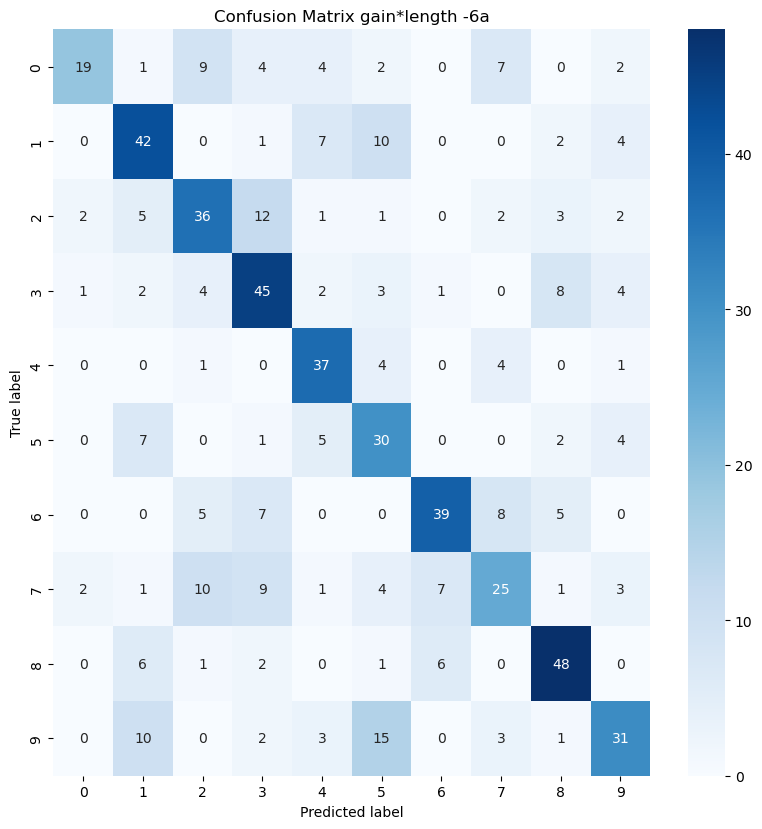 Confusion Matrix gain*length -6a
0 19 1 9 4 4 2 0 7 0 2
1 0 42 0 1 7 10 0 0 2 4
2 2 5 36 12 1 1 0 2 3 2
3 1 2 4 45 2 3 1 0 8 4
4 0 0 1 0 37 4 0 4 0 1
5 0 7 0 1 5 30 0 0 2 4
6 0 0 5 7 0 0 39 8 5 0
7 2 1 10 9 1 4 7 25 1 3
8 0 6 1 2 0 1 6 0 48 0
9 0 10 0 2 3 15 0 3 1 31
0 1 2 3 4 5 6 7 8 9
Predicted label
True label
40
30
20
10
0